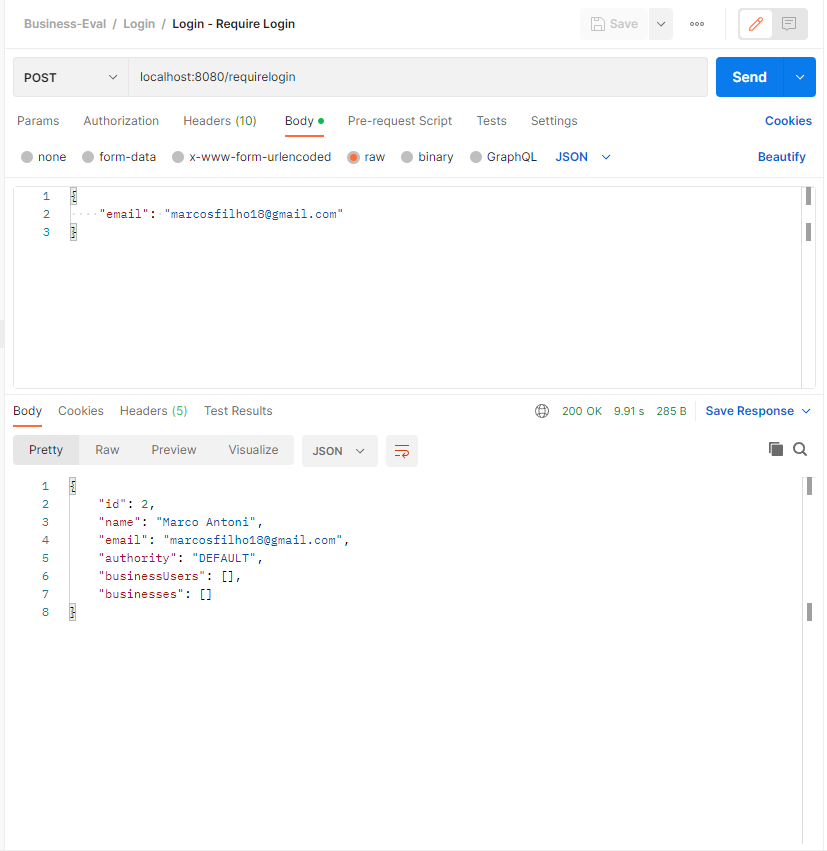 Business-Eval / Login / Login - Require Login Save
POST localhost:8080/requirelogin Send
Params Authorization Headers (10) Body Pre-request Script Tests Settings Cookies
none form-data x-www-form-urlencoded raw binary GraphQL JSON Beautify
1 {
2 "email": "marcosfilho18@gmail.com"
3 }
Body Cookies Headers (5) Test Results 200 OK 9.91 s 285 B Save Response
Pretty Raw Preview Visualize JSON
1 {
2 "id": 2,
3 "name": "Marco Antoni",
4 "email": "marcosfilho18@gmail.com",
5 "authority": "DEFAULT",
6 "businessUsers": [],
7 "businesses": []
8 }